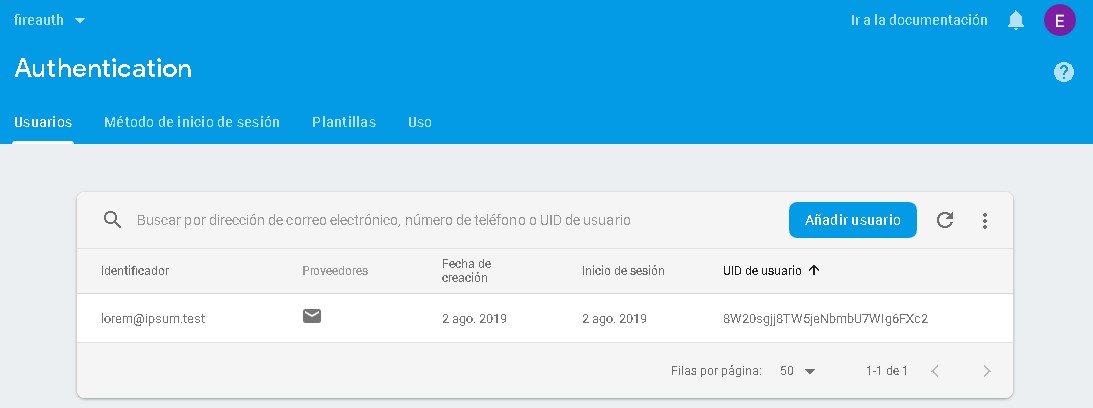 fireauth
Ir a la documentación
E
Authentication
Usuarios
Método de inicio de sesión
Plantillas
Uso
Buscar por dirección de correo electrónico, número de teléfono o UID de usuario
Añadir usuario
Identificador
Proveedores
Fecha de
creación
Inicio de sesión
UID de usuario
lorem@ipsum.test
2 ago. 2019
2 ago. 2019
8W20sgjj8TW5jeNbmbU7WIg6FXc2
Filas por página:
50
1-1 de 1